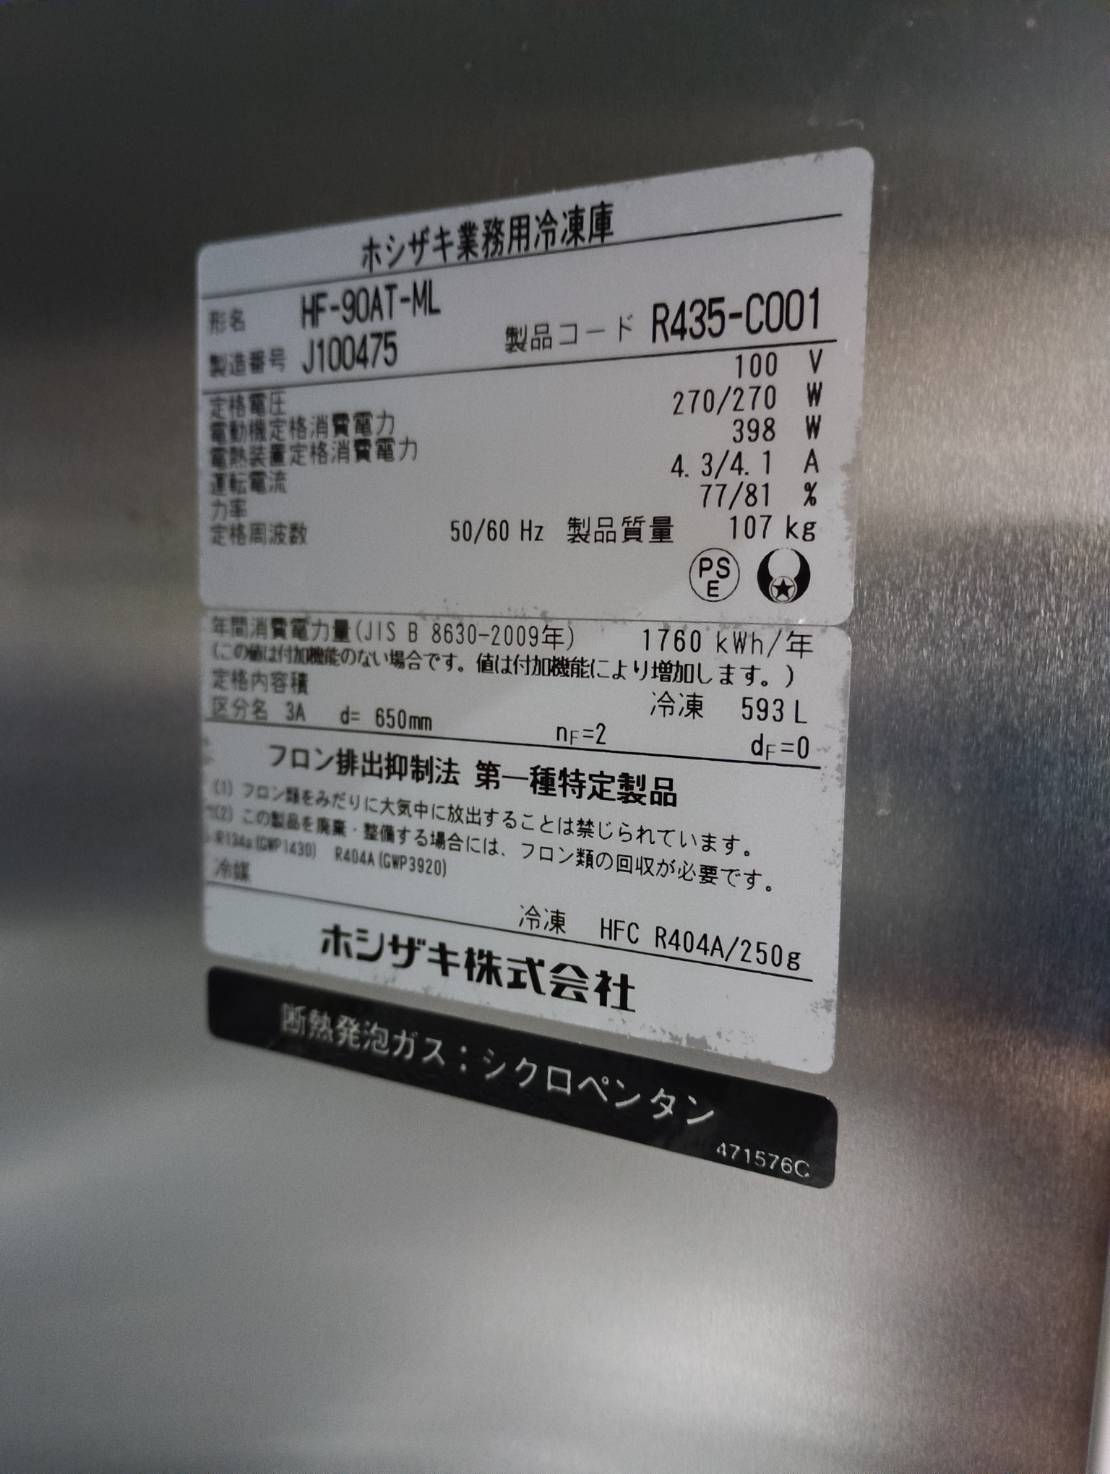 ホシザキ業務用冷凍庫
形名 HF-90AT-ML
製造番号 J100475 製品コード R435-C001
定格電圧 100 V
電動機定格消費電力 270/270 W
電熱装置定格消費電力 398 W
運転電流 4.3/4.1 A
力率 77/81 %
定格周波数 50/60 Hz 製品質量 107 kg
PS
E
年間消費電力量(JIS B 8630-2009年) 1760 kWh/年
(この値は付加機能のない場合です。値は付加機能により増加します。)
定格内容積 冷凍 593 L
区分名 3A d= 650mm nF=2 dF=0
フロン排出抑制法 第一種特定製品
(1) フロン類をみだりに大気中に放出することは禁じられています。
(2) この製品を廃棄・整備する場合には、フロン類の回収が必要です。
R134a(GWP1430) R404A(GWP3920)
冷媒 冷凍 HFC R404A/250g
ホシザキ株式会社
断熱発泡ガス：シクロペンタン
471576C